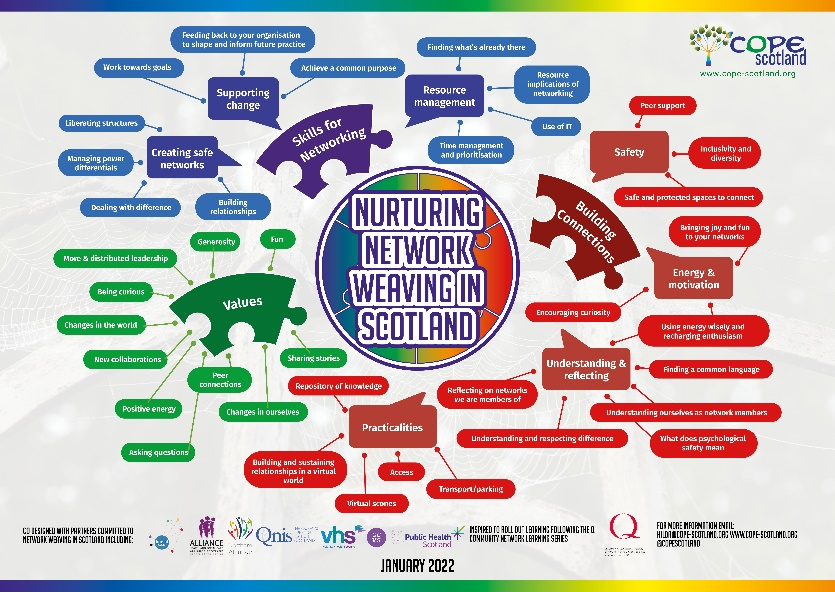 Feeding back to your organisation
to shape and inform future practice
Work towards goals
Achieve a common purpose
Supporting
change
Finding what's already there
Resource
management
Resource
implications of
networking
Use of IT
Time management
and prioritisation
COPE
scotland
www.cope-scotland.org
Liberating structures
Managing power
differentials
Creating safe
networks
Dealing with difference
Building
relationships
Skills for
Networking
Peer support
Safety
Inclusivity and
diversity
Safe and protected spaces to connect
Building
Connections
Bringing joy and fun
to your networks
Energy &
motivation
Encouraging curiosity
Using energy wisely and
recharging enthusiasm
NURTURING
NETWORK
WEAVING IN
SCOTLAND
Generosity
Fun
More & distributed leadership
Being curious
Values
Changes in the world
New collaborations
Peer
connections
Sharing stories
Positive energy
Changes in ourselves
Asking questions
Understanding &
reflecting
Finding a common language
Reflecting on networks
we are members of
Understanding ourselves as network members
Understanding and respecting difference
What does psychological
safety mean
Repository of knowledge
Practicalities
Building and sustaining
relationships in a virtual
world
Access
Virtual scones
Transport/parking
CO DESIGNED WITH PARTNERS COMMITTED TO
NETWORK WEAVING IN SCOTLAND INCLUDING:
ALLIANCE
Qnis
vhs
Public Health
Scotland
INSPIRED TO ROLL OUT LEARNING FOLLOWING THE Q
COMMUNITY NETWORK LEARNING SERIES
Q
FOR MORE INFORMATION EMAIL:
HILDA@COPE-SCOTLAND.ORG WWW.COPE-SCOTLAND.ORG
@COPESCOTLAND
JANUARY 2022